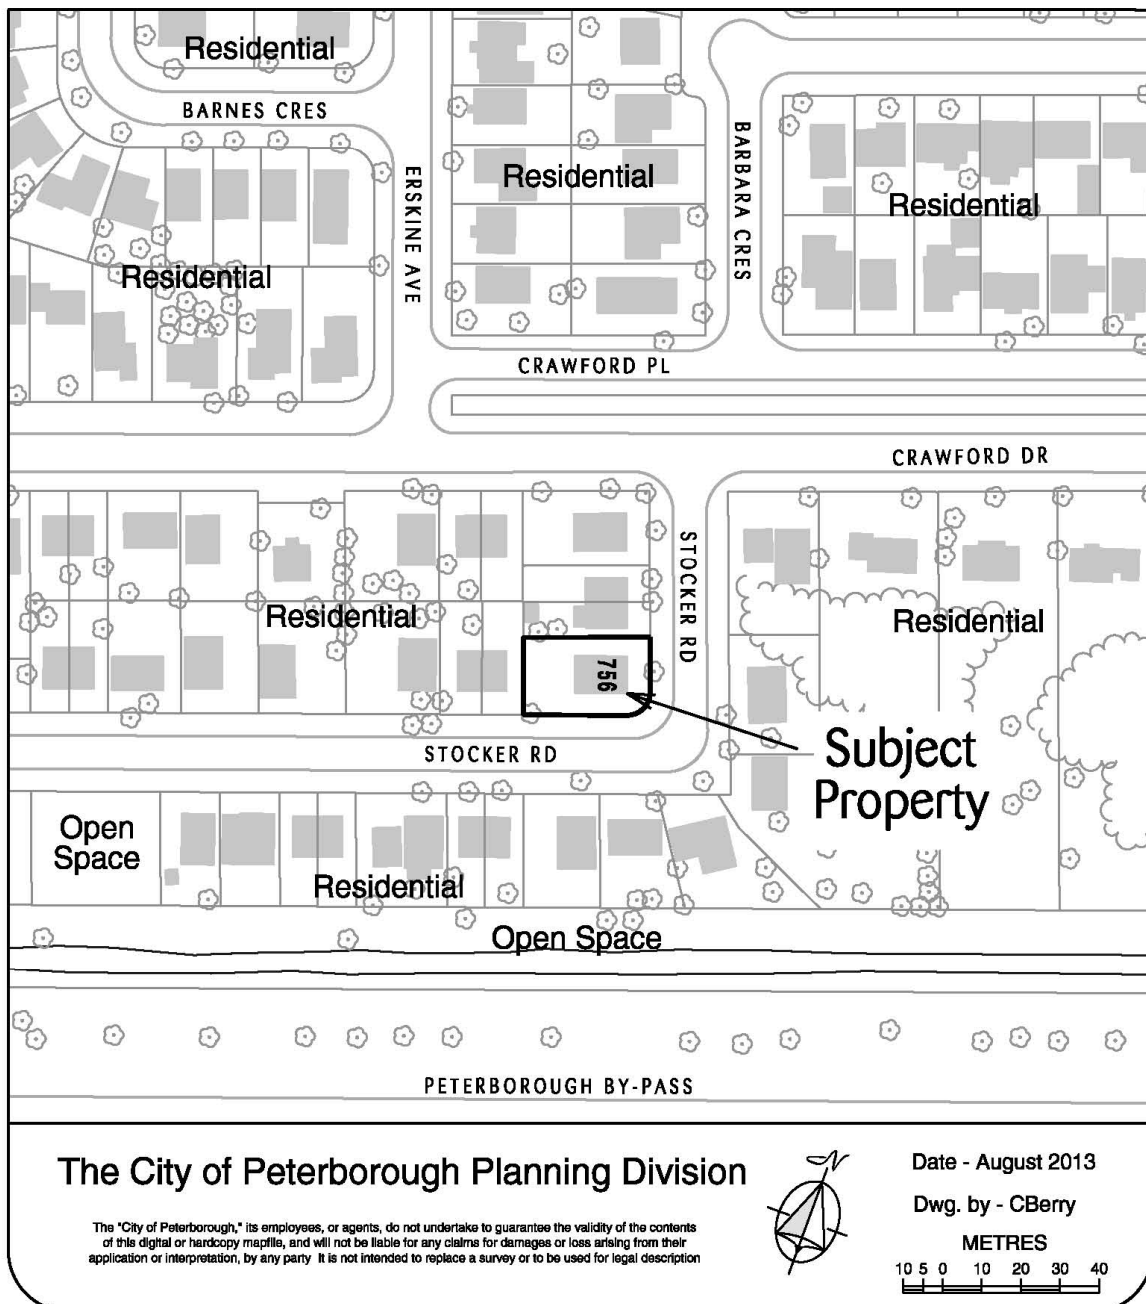 Residential
BARNES CRES
ERSKINE AVE
Residential
BARBARA CRES
Residential
Residential
CRAWFORD PL
CRAWFORD DR
STOCKER RD
Residential
Residential
756
Subject
Property
STOCKER RD
Open
Space
Residential
Open Space
PETERBOROUGH BY-PASS
The City of Peterborough Planning Division
The "City of Peterborough," its employees, or agents, do not undertake to guarantee the validity of the contents
of this digital or hardcopy mapfile, and will not be liable for any claims for damages or loss arising from their
application or interpretation, by any party It is not intended to replace a survey or to be used for legal description
N
Date - August 2013
Dwg. by - CBerry
METRES
10 5 0 10 20 30 40